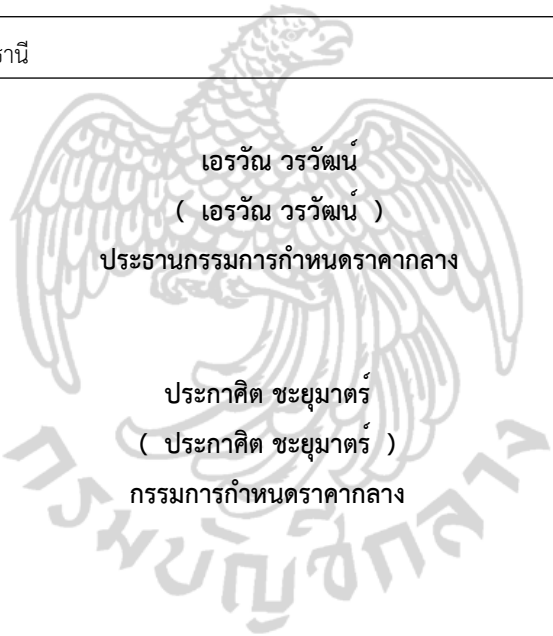 รานี
เอรวัณ วรวัฒน์
( เอรวัณ วรวัฒน์ )
ประธานกรรมการกำหนดราคากลาง
ประกาศิต ชะยุมาตร์
( ประกาศิต ชะยุมาตร์ )
กรรมการกำหนดราคากลาง
กรมบัญชีกลาง